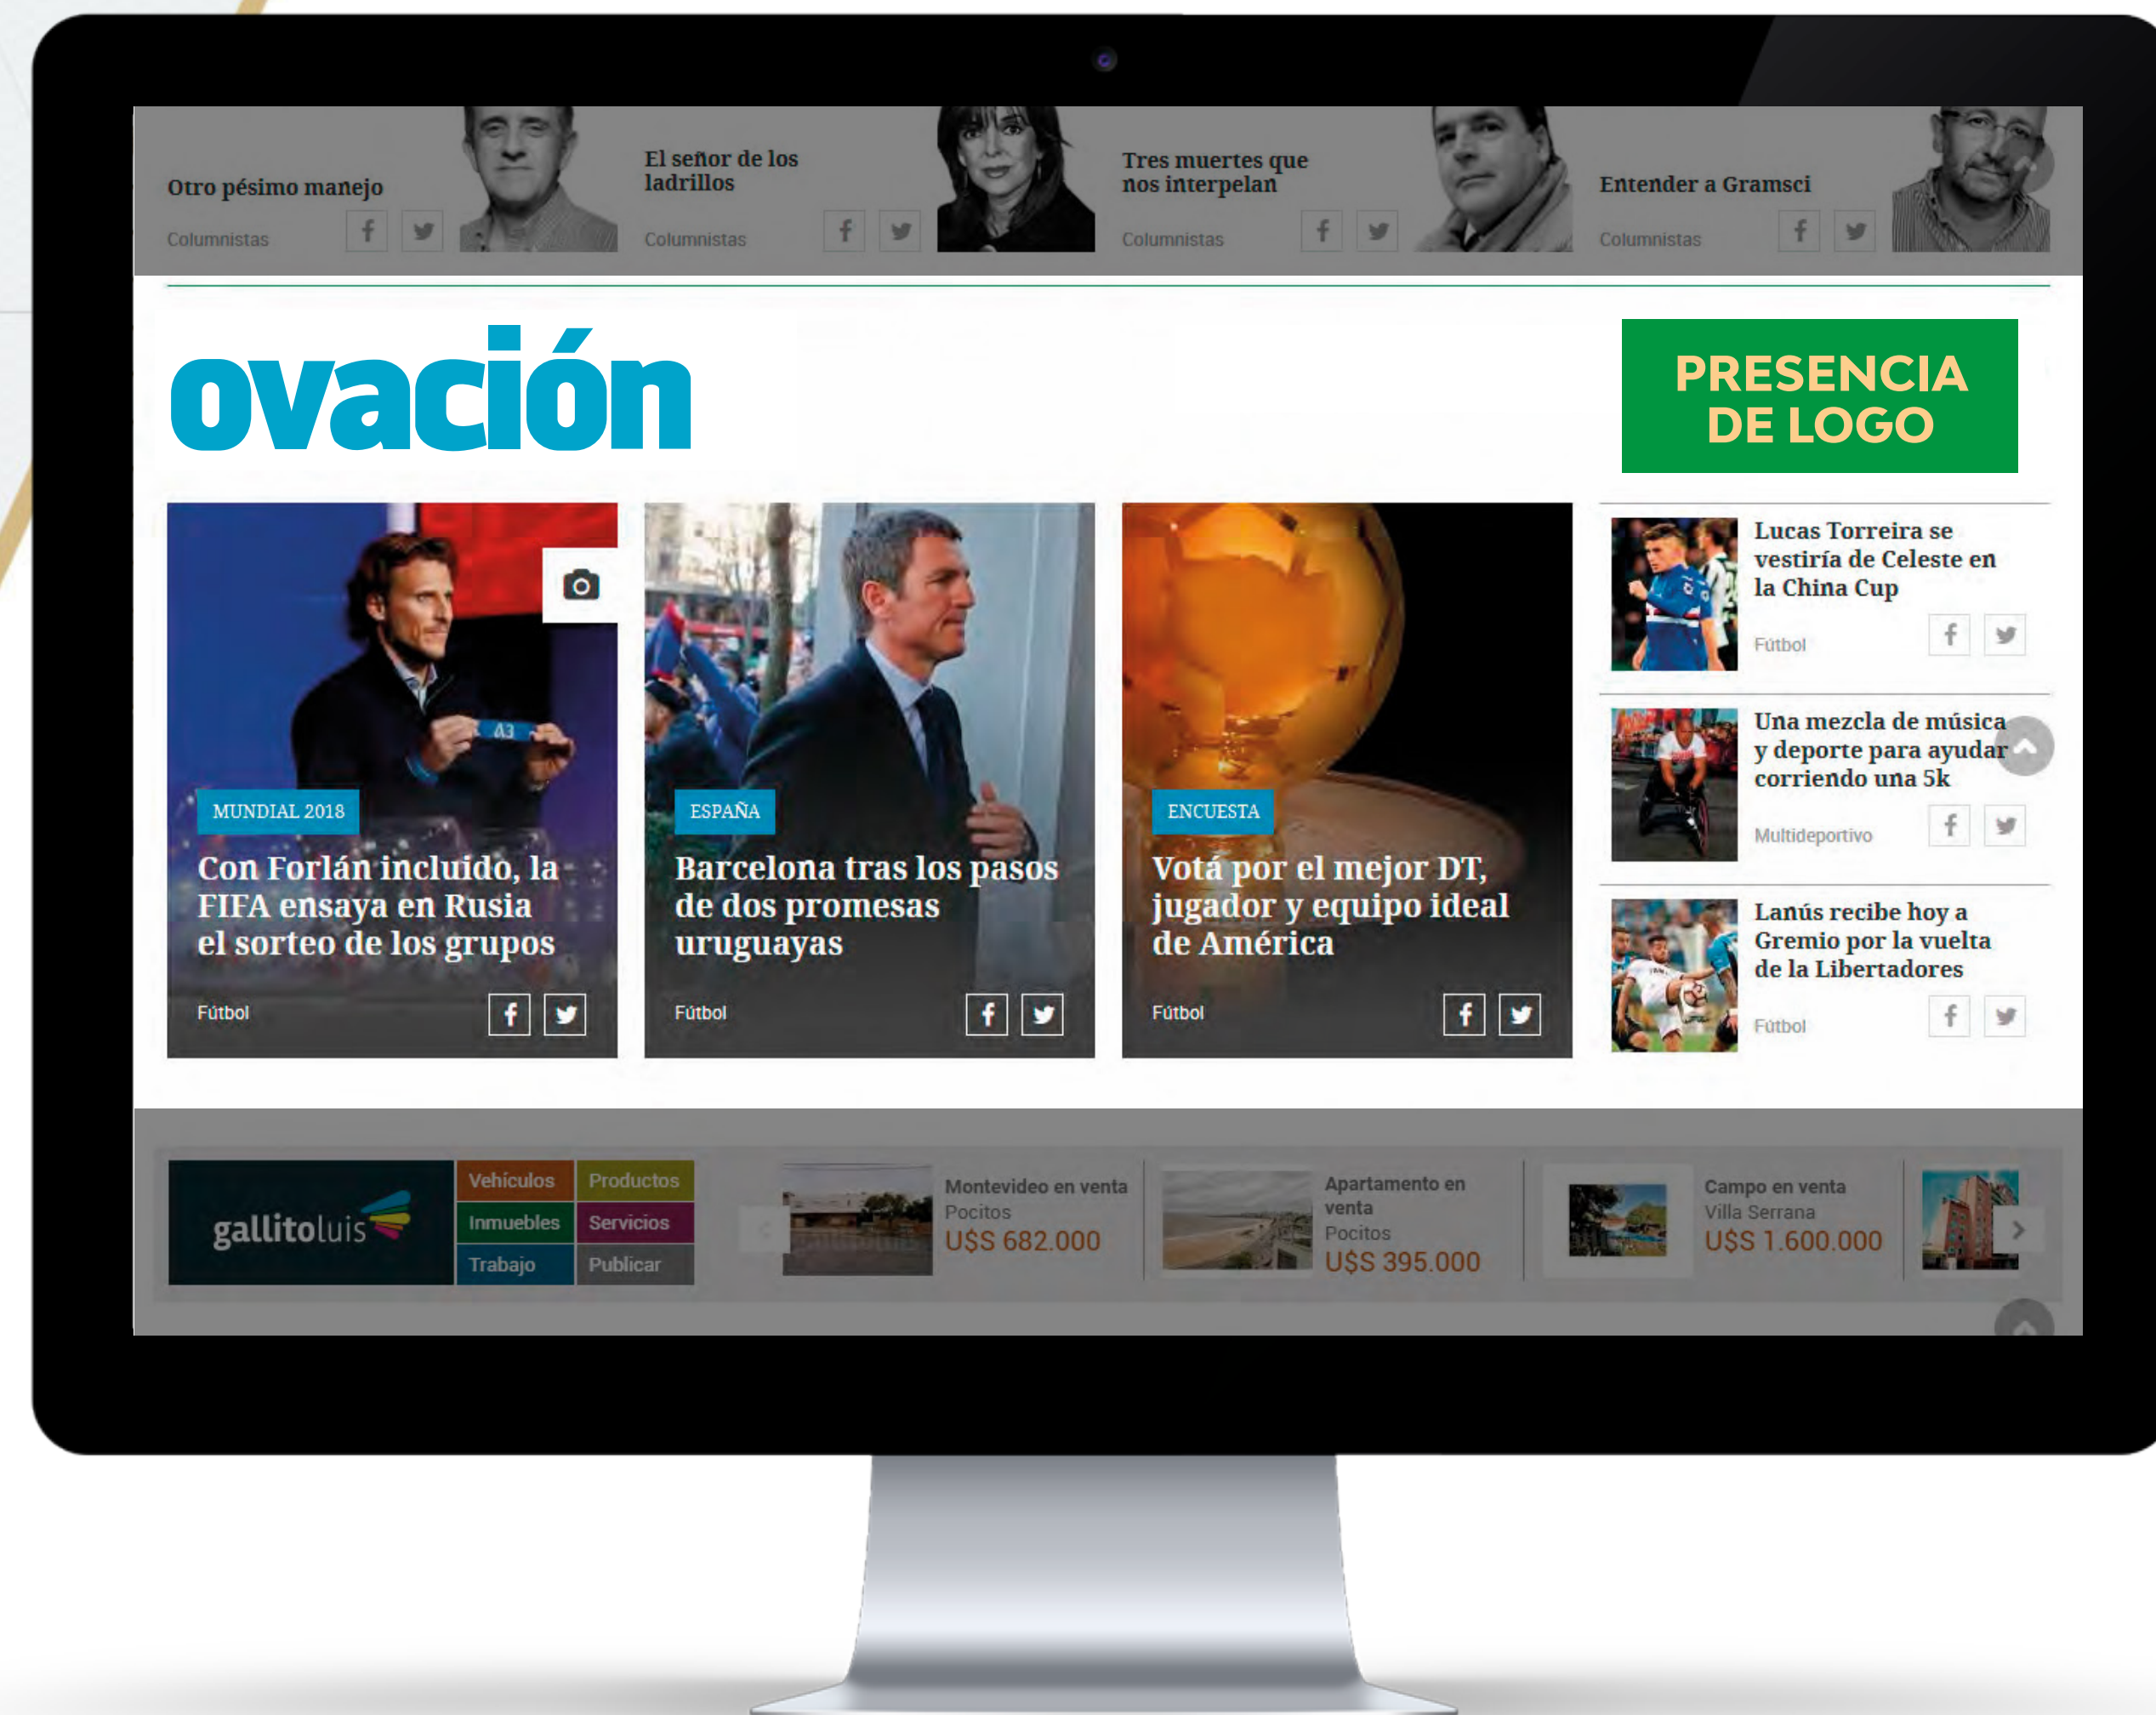 Otro pésimo manejo
Columnistas
El señor de los
ladrillos
Columnistas
Tres muertes que
nos interpelan
Columnistas
Entender a Gramsci
Columnistas
ovación
PRESENCIA
DE LOGO
A3
MUNDIAL 2018
Con Forlán incluido, la
FIFA ensaya en Rusia
el sorteo de los grupos
Fútbol
ESPAÑA
Barcelona tras los pasos
de dos promesas
uruguayas
Fútbol
ENCUESTA
Votá por el mejor DT,
jugador y equipo ideal
de América
Fútbol
Lucas Torreira se
vestiría de Celeste en
la China Cup
Fútbol
Una mezcla de música
y deporte para ayudar
corriendo una 5k
Multideportivo
Lanús recibe hoy a
Gremio por la vuelta
de la Libertadores
Fútbol
gallitoluis
Vehículos
Productos
Inmuebles
Servicios
Trabajo
Publicar
Montevideo en venta
Pocitos
U$S 682.000
Apartamento en
venta
Pocitos
U$S 395.000
Campo en venta
Villa Serrana
U$S 1.600.000